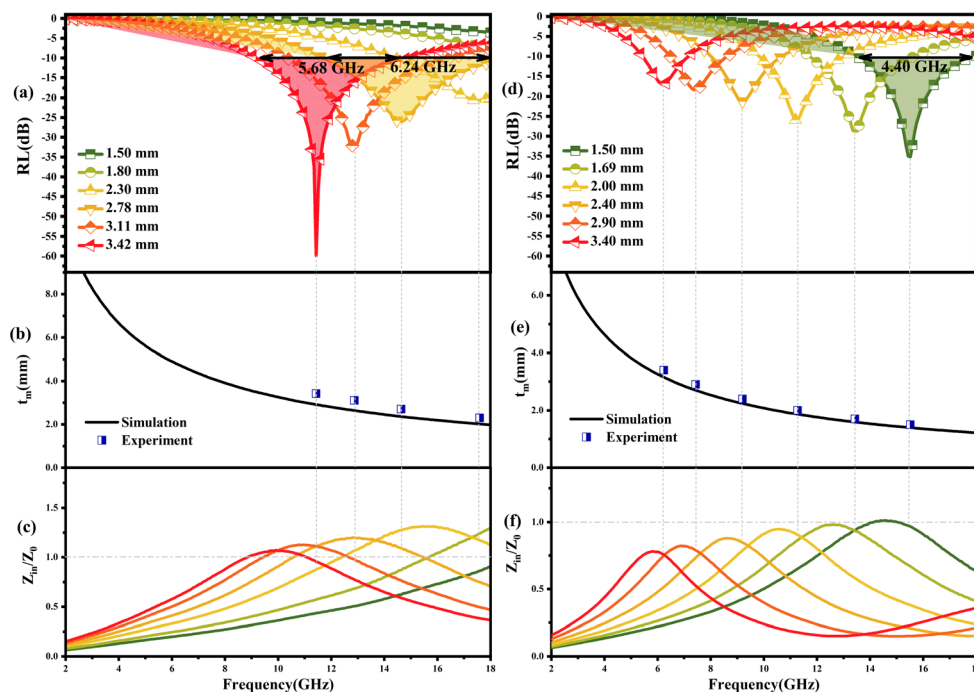 (a)
RL(dB)
0
-5
-10
-15
-20
-25
-30
-35
-40
-45
-50
-55
-60
5.68 GHz
6.24 GHz
1.50 mm
1.80 mm
2.30 mm
2.78 mm
3.11 mm
3.42 mm
(b)
tm(mm)
8.0
6.0
4.0
2.0
0.0
Simulation
Experiment
(c)
Zin/Z0
1.5
1.0
0.5
0.0
2 4 6 8 10 12 14 16 18
Frequency(GHz)
(d)
RL(dB)
0
-5
-10
-15
-20
-25
-30
-35
-40
-45
-50
-55
-60
4.40 GHz
1.50 mm
1.69 mm
2.00 mm
2.40 mm
2.90 mm
3.40 mm
(e)
tm(mm)
6.0
4.0
2.0
0.0
Simulation
Experiment
(f)
Zin/Z0
1.0
0.5
0.0
2 4 6 8 10 12 14 16 18
Frequency(GHz)